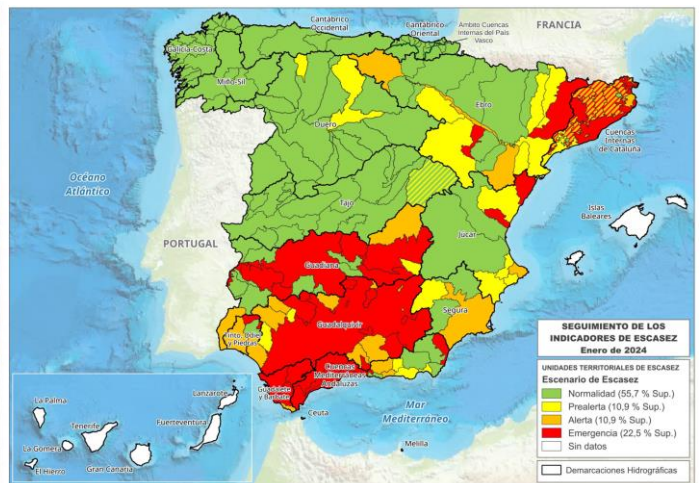 Cantábrico
Occidental
Cantábrico
Oriental
Ámbito Cuencas
Internas del País
Vasco
FRANCIA
Galicia-Costa
Miño-Sil
Ebro
Duero
Cuencas
Internas
de Cataluña
Océano
Atlántico
Tajo
Islas
Baleares
PORTUGAL
Júcar
Guadiana
Segura
Guadalquivir
Tinto, Odiel
y Piedras
Cuencas
Mediterráneas
Andaluzas
Guadalete
y Barbate
Ceuta
Mar
Mediterráneo
Melilla
Lanzarote
La Palma
Tenerife
Fuerteventura
La Gomera
El Hierro
Gran Canaria
SEGUIMIENTO DE LOS
INDICADORES DE ESCASEZ
Enero de 2024
UNIDADES TERRITORIALES DE ESCASEZ
Escenario de Escasez
Normalidad (55,7 % Sup.)
Prealerta (10,9 % Sup.)
Alerta (10,9 % Sup.)
Emergencia (22,5 % Sup.)
Sin datos
Demarcaciones Hidrográficas